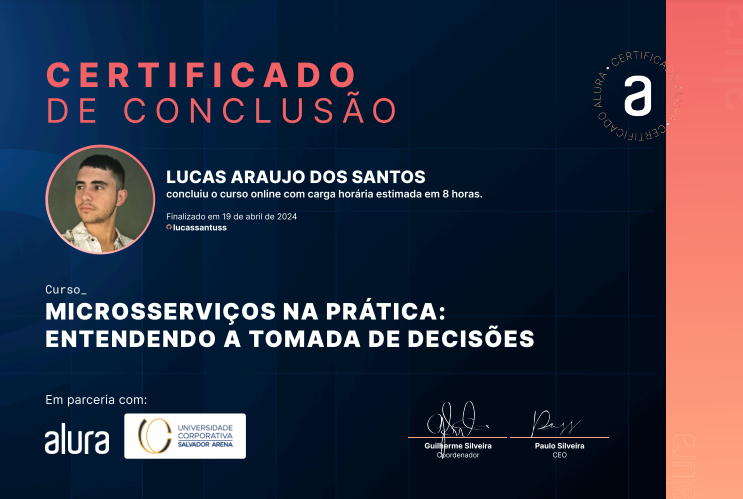 CERTIFICADO
DE CONCLUSÃO
CERTIFICADO ALURA • CERTIFICADO ALURA •
a
alura
LUCAS ARAUJO DOS SANTOS
concluiu o curso online com carga horária estimada em 8 horas.
Finalizado em 19 de abril de 2024
lucassantuss
Curso_
MICROSSERVIÇOS NA PRÁTICA:
ENTENDENDO A TOMADA DE DECISÕES
Em parceria com:
alura
UNIVERSIDADE
CORPORATIVA
SALVADOR ARENA
Guilherme Silveira
Coordenador
Paulo Silveira
CEO